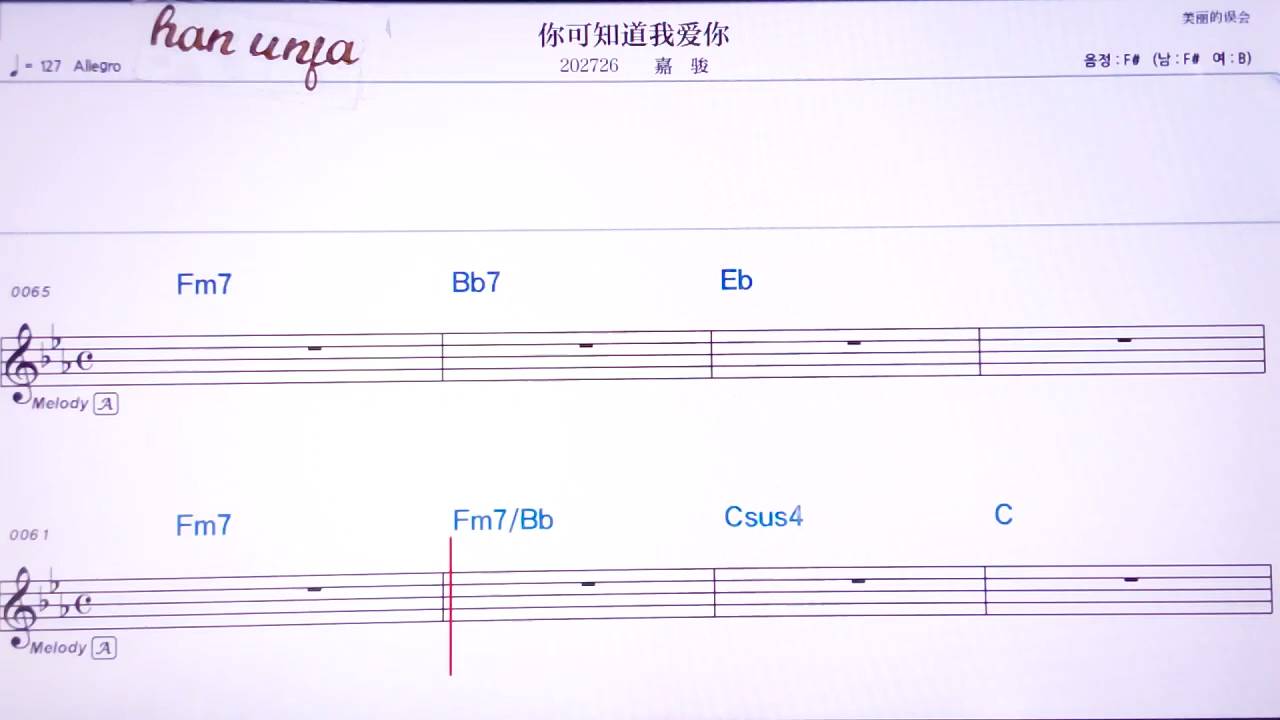 han unfa
你可知道我爱你
美丽的误会
♩= 127 Allegro
202726 嘉 骏
음정 : F# (남 : F# 여 : B)
0065 Fm7 Bb7 Eb
Melody A
0061 Fm7 Fm7/Bb Csus4 C
Melody A